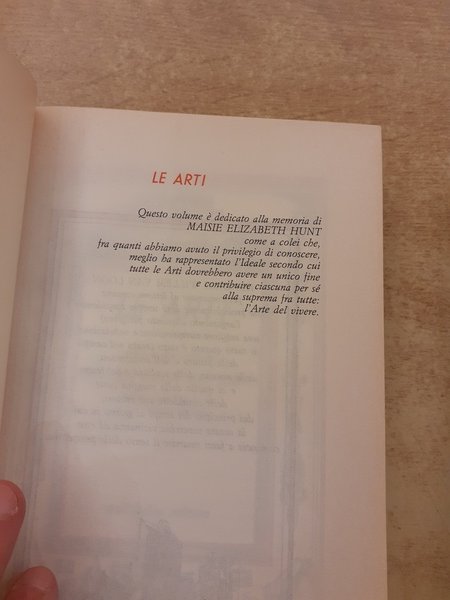 LE ARTI
Questo volume è dedicato alla memoria di
MAISIE ELIZABETH HUNT
come a colei che,
fra quanti abbiamo avuto il privilegio di conoscere,
meglio ha rappresentato l'Ideale secondo cui
tutte le Arti dovrebbero avere un unico fine
e contribuire ciascuna per sé
alla suprema fra tutte:
l'Arte del vivere.